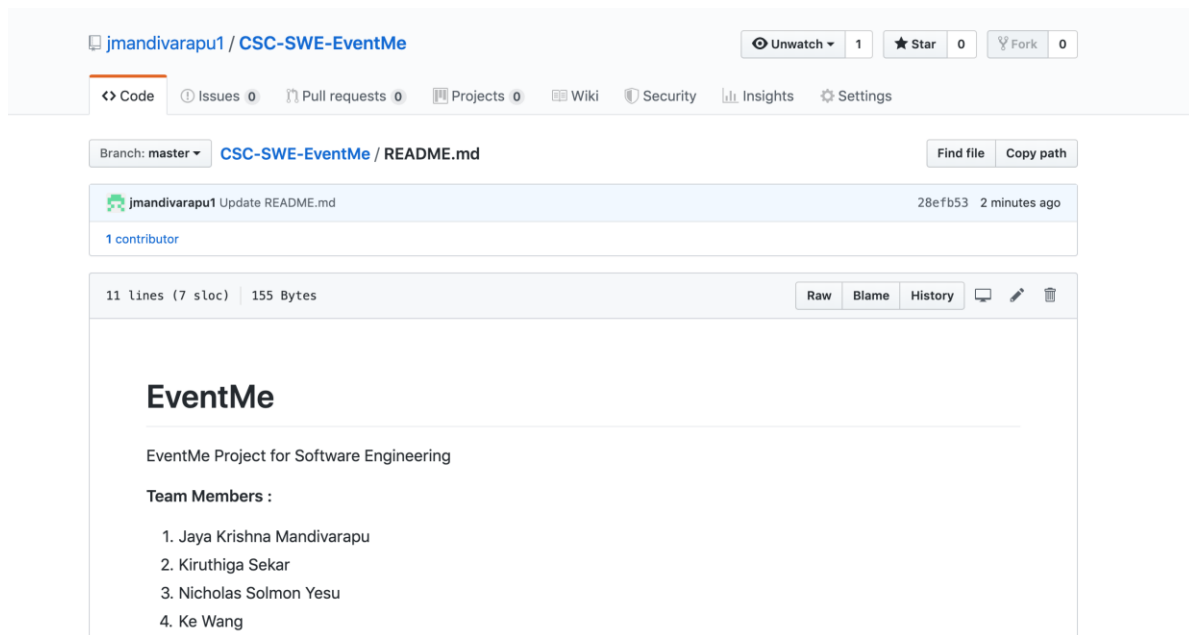 jmandivarapu1 / CSC-SWE-EventMe Unwatch 1 Star 0 Fork 0
Code Issues 0 Pull requests 0 Projects 0 Wiki Security Insights Settings
Branch: master CSC-SWE-EventMe / README.md Find file Copy path
jmandivarapu1 Update README.md 28efb53 2 minutes ago
1 contributor
11 lines (7 sloc) 155 Bytes Raw Blame History
EventMe
EventMe Project for Software Engineering
Team Members :
1. Jaya Krishna Mandivarapu
2. Kiruthiga Sekar
3. Nicholas Solmon Yesu
4. Ke Wang